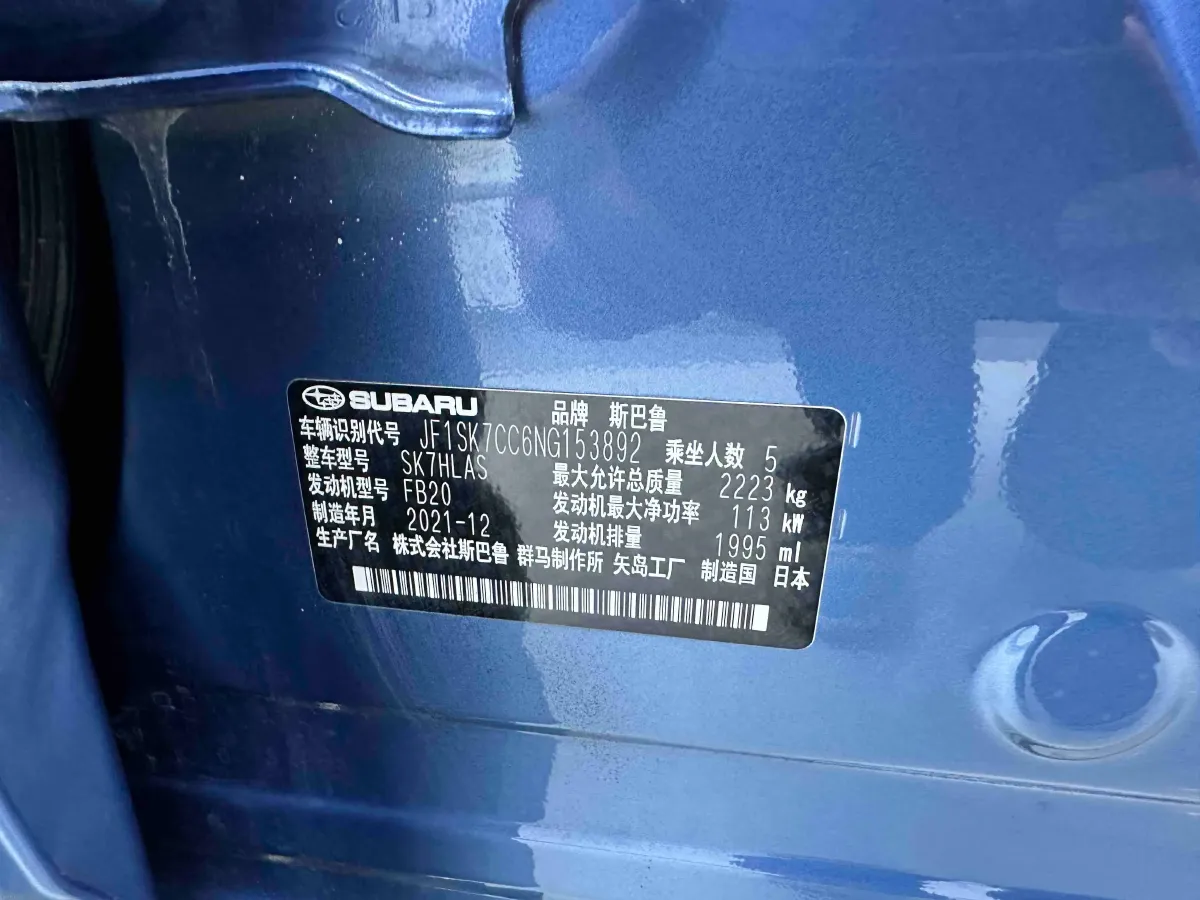 SUBARU 品牌 斯巴鲁
车辆识别代号 JF1SK7CC6NG153892 乘坐人数 5
整车型号 SK7HLAS 最大允许总质量 2223 kg
发动机型号 FB20 发动机最大净功率 113 kW
制造年月 2021-12 发动机排量 1995 ml
生产厂名 株式会社斯巴鲁 群马制作所 矢岛工厂 制造国 日本